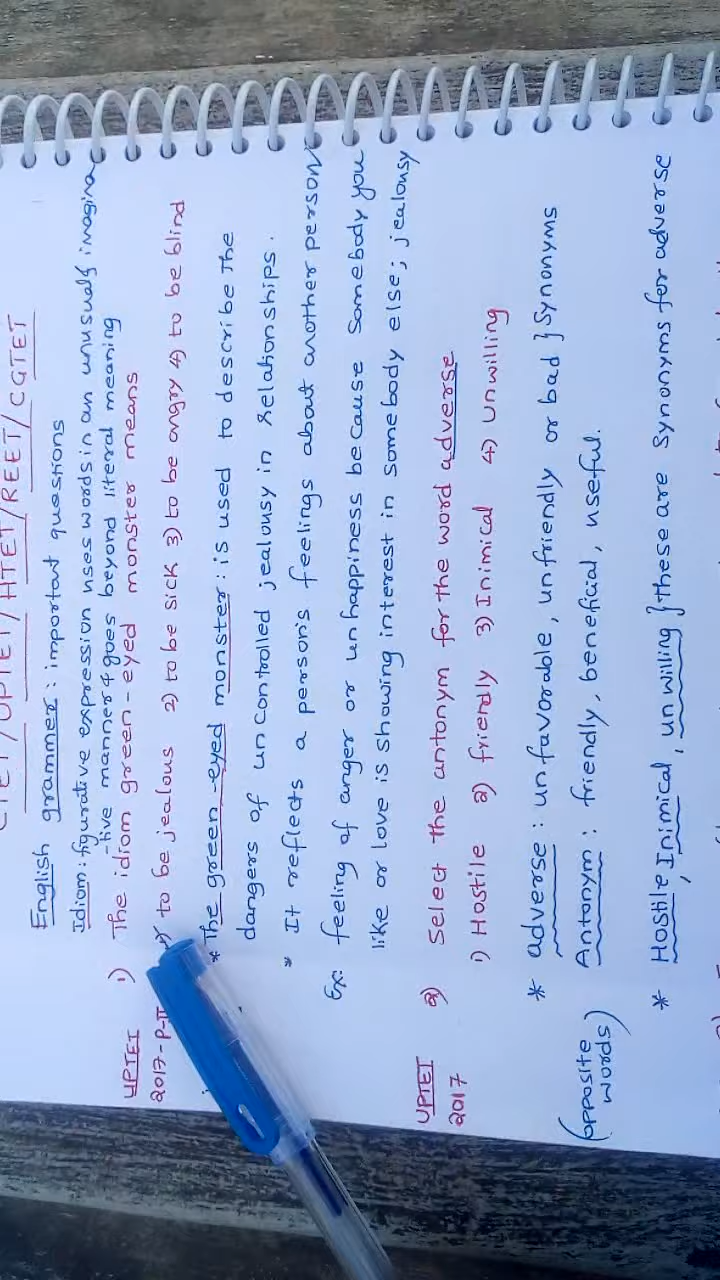 CTET/UPTET/HTET/REET/CGTET
English grammer: important questions
Idiom: figurative expression uses words in an unusual & imagina
-tive manner & goes beyond literal meaning
UPTET 1) The idiom green-eyed monster means
2017-P-II 1) to be jealous 2) to be sick 3) to be angry 4) to be blind
* The green-eyed monster: is used to describe the
dangers of uncontrolled jealousy in relationships.
* It reflects a person's feelings about another person
Ex: feeling of anger or unhappiness because somebody you
like or love is showing interest in somebody else; jealousy
UPTET 2) Select the antonym for the word adverse
2017 1) Hostile 2) friendly 3) Inimical 4) Unwilling
* adverse: unfavorable, unfriendly or bad } Synonyms
(opposite words) Antonym: friendly, beneficial, useful.
* Hostile, Inimical, unwilling } these are Synonyms for adverse